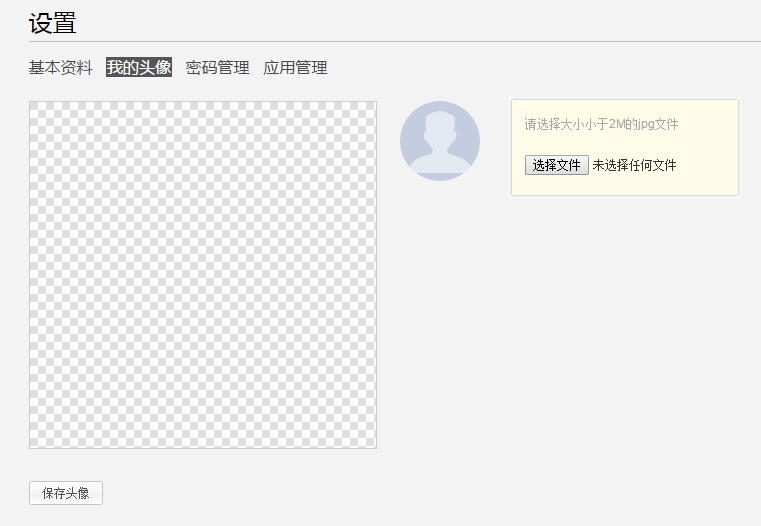 设置
基本资料 我的头像 密码管理 应用管理
请选择大小小于2M的jpg文件
选择文件 未选择任何文件
保存头像